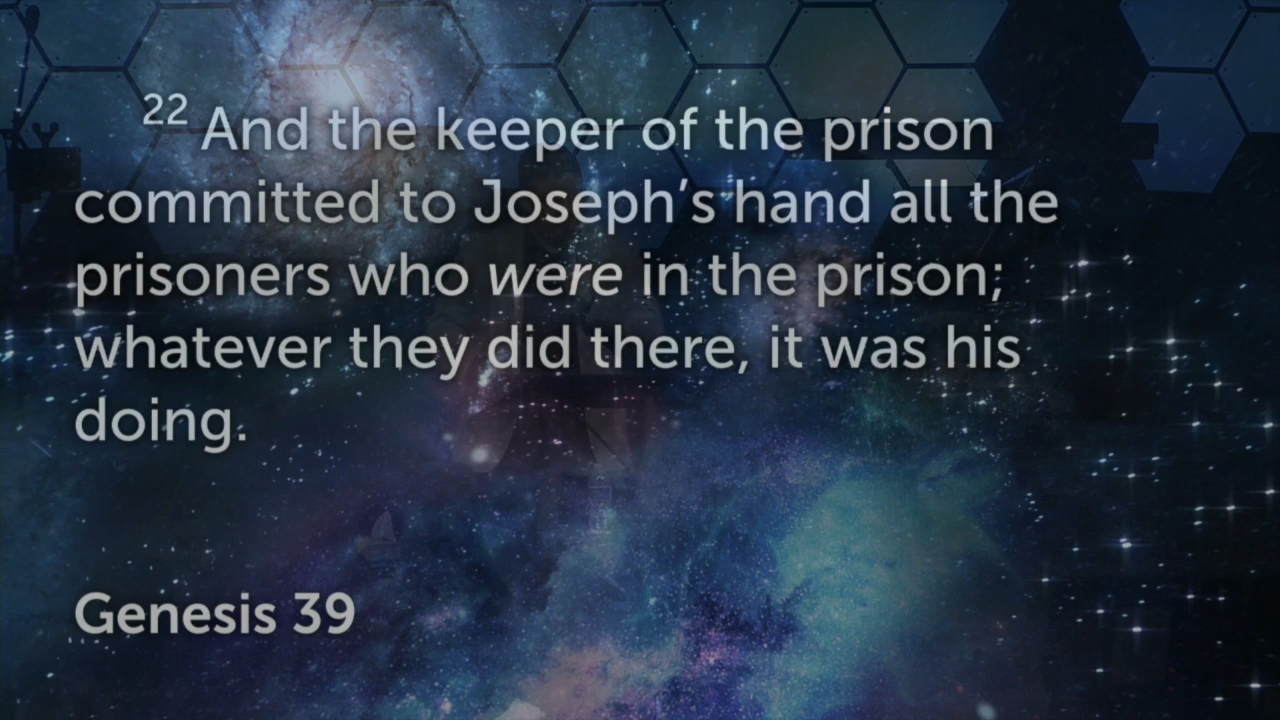 22 And the keeper of the prison
committed to Joseph’s hand all the
prisoners who were in the prison;
whatever they did there, it was his
doing.
Genesis 39